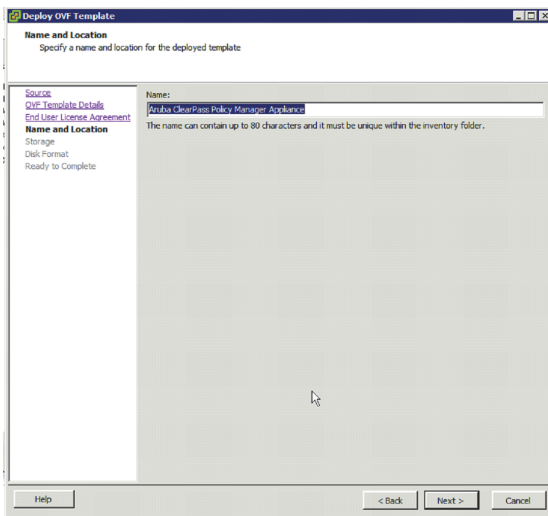 Deploy OVF Template
Name and Location
Specify a name and location for the deployed template
Source
OVF Template Details
End User License Agreement
Name and Location
Storage
Disk Format
Ready to Complete
Name:
Aruba ClearPass Policy Manager Appliance
The name can contain up to 80 characters and it must be unique within the inventory folder.
Help
< Back
Next >
Cancel